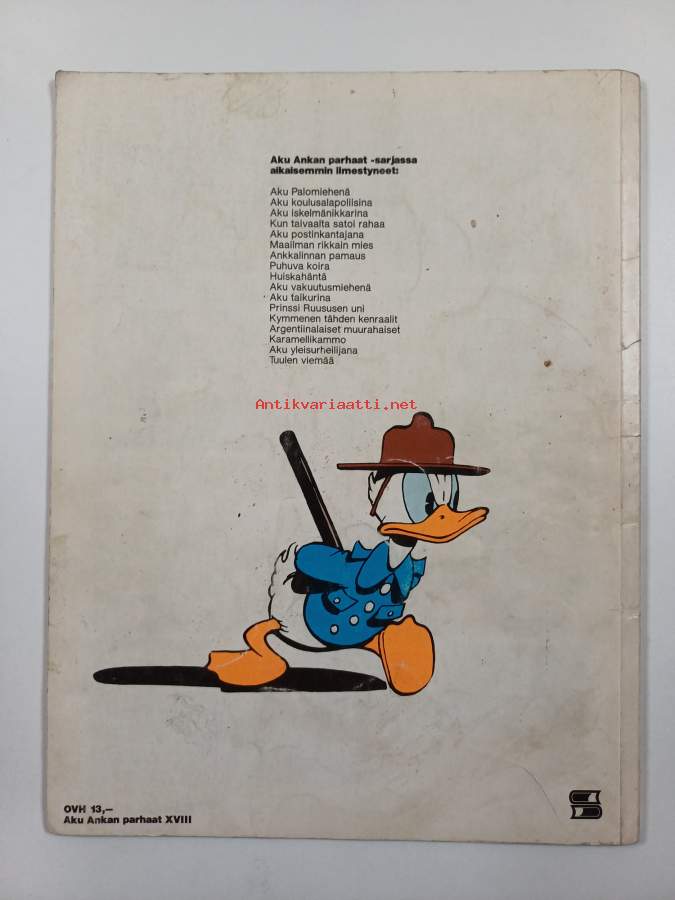 Aku Ankan parhaat -sarjassa
aikaisemmin ilmestyneet:
Aku Palomiehenä
Aku koulusalapoliisina
Aku iskelmänikkarina
Kun taivaalta satoi rahaa
Aku postinkantajana
Maailman rikkain mies
Ankkalinnan pamaus
Puhuva koira
Huiskahäntä
Aku vakuutusmiehenä
Aku taikurina
Prinssi Ruususen uni
Kymmenen tähden kenraalit
Argentiinalaiset muurahaiset
Karamellikammo
Aku yleisurheilijana
Tuulen viemää
Antikvariaatti.net
OVH 13,—
Aku Ankan parhaat XVIII